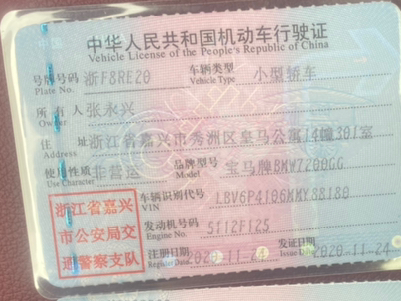 中华人民共和国机动车行驶证
Vehicle License of the People's Republic of China
号牌号码 浙F8RE20 车辆类型 小型轿车
Plate No. Vehicle Type
所有人 张永兴
Owner
住址 浙江省嘉兴市秀洲区皇马公寓14幢301室
Address
使用性质 非营运 品牌型号 宝马牌BMW7200GG
Use Character Model
车辆识别代号
VIN
发动机号码
Engine No.
注册日期 2020-11-24 发证日期 2020-11-24
Register Date Issue Date
浙江省嘉兴
市公安局交
通警察支队